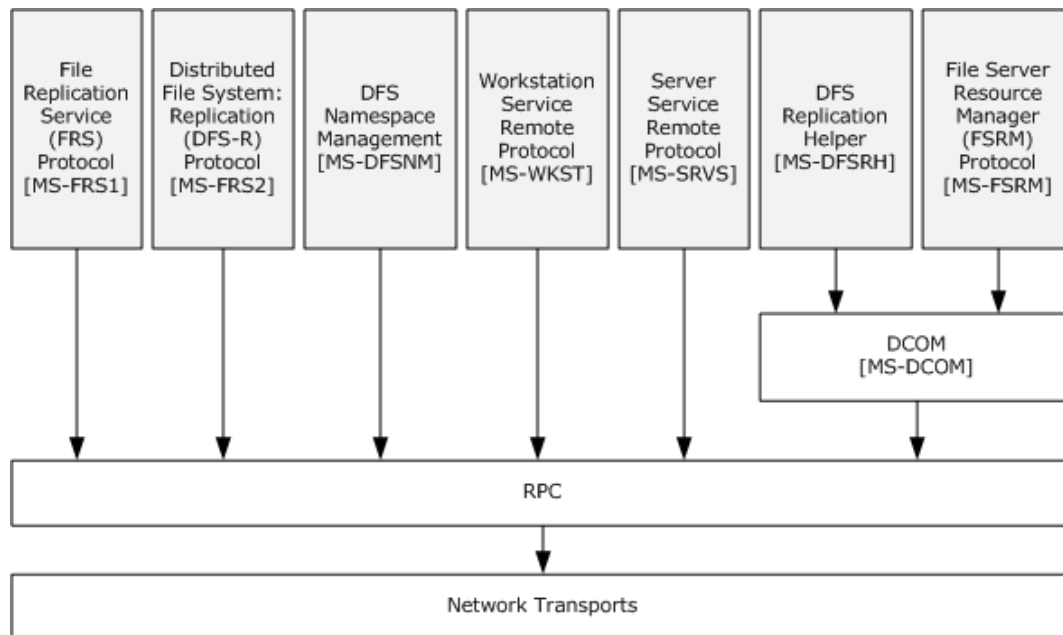 File
Replication
Service
(FRS)
Protocol
[MS-FRS1]
Distributed
File System:
Replication
(DFS-R)
Protocol
[MS-FRS2]
DFS
Namespace
Management
[MS-DFSNM]
Workstation
Service
Remote
Protocol
[MS-WKST]
Server
Service
Remote
Protocol
[MS-SRVS]
DFS
Replication
Helper
[MS-DFSRH]
File Server
Resource
Manager
(FSRM)
Protocol
[MS-FSRM]
DCOM
[MS-DCOM]
RPC
Network Transports